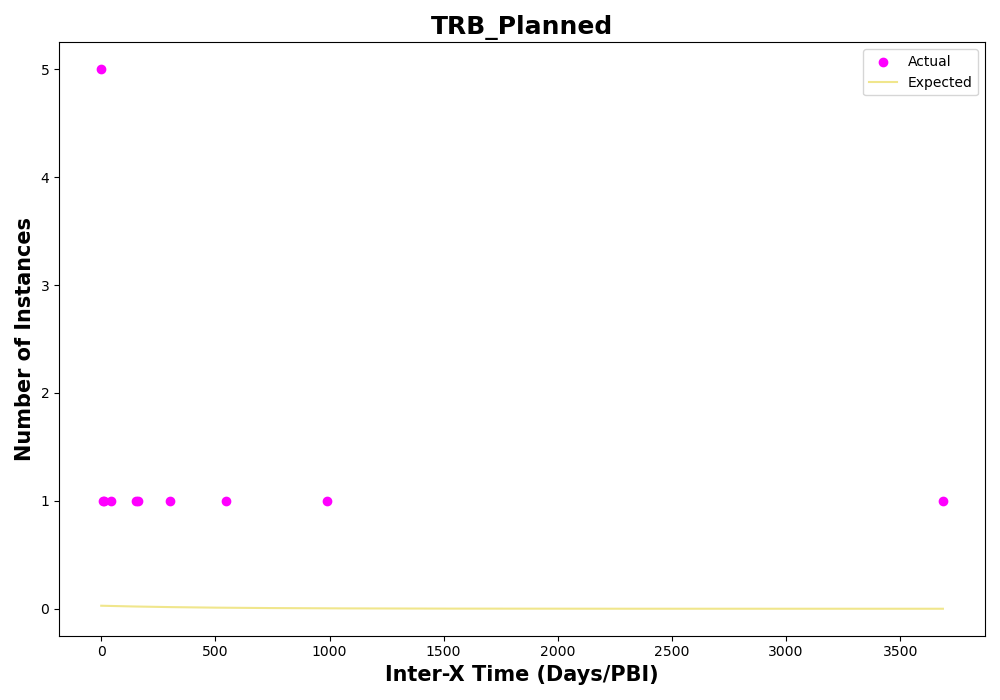 TRB_Planned
Actual
Expected
5
4
3
2
1
0
Number of Instances
0 500 1000 1500 2000 2500 3000 3500
Inter-X Time (Days/PBI)